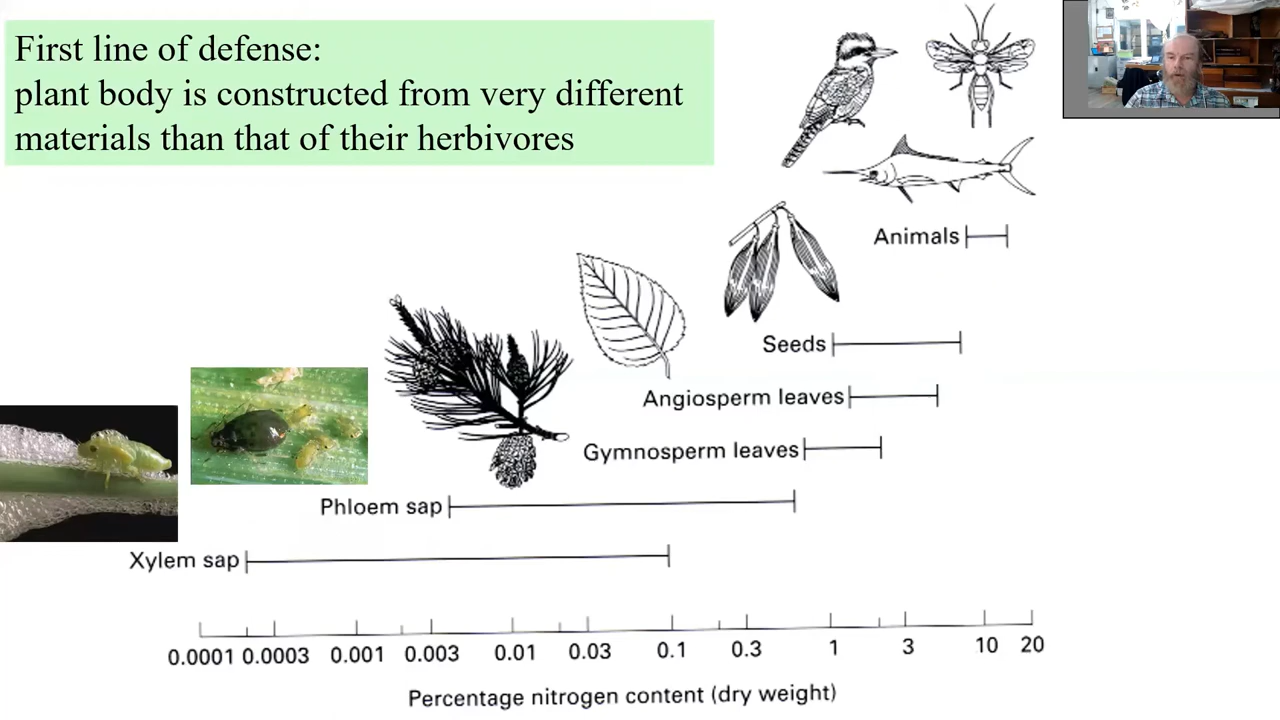 First line of defense:
plant body is constructed from very different
materials than that of their herbivores
Animals
Seeds
Angiosperm leaves
Gymnosperm leaves
Phloem sap
Xylem sap
0.0001 0.0003 0.001 0.003 0.01 0.03 0.1 0.3 1 3 10 20
Percentage nitrogen content (dry weight)